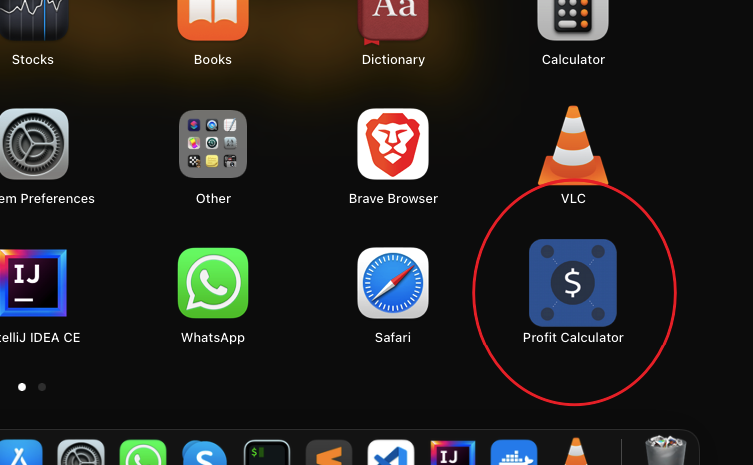 Stocks
Books
Aa
Dictionary
Calculator
em Preferences
Other
Brave Browser
VLC
IJ
telliJ IDEA CE
WhatsApp
Safari
$
Profit Calculator
S
$
IJ